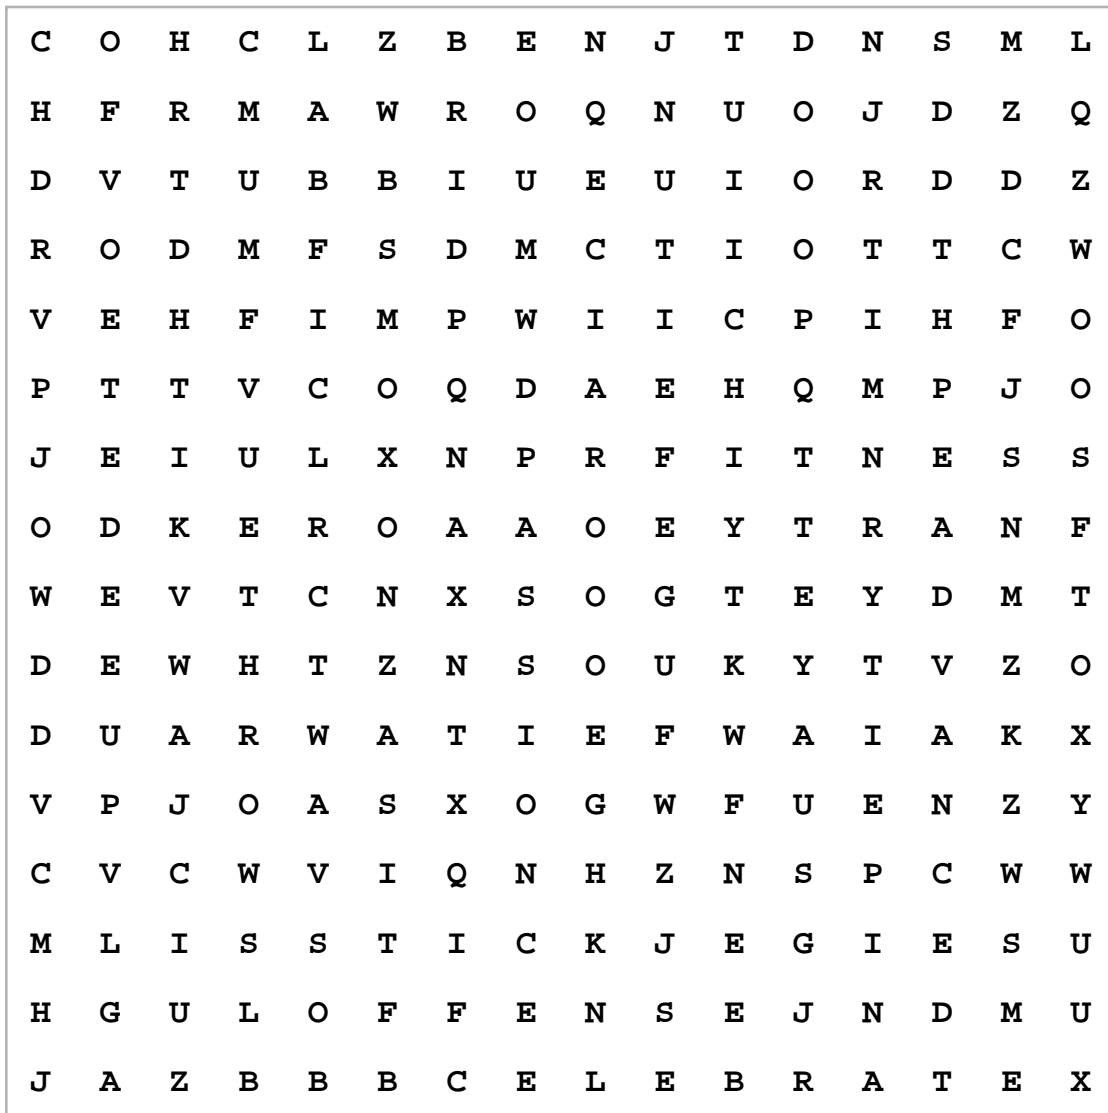 C O H C L Z B E N J T D N S M L
H F R M A W R O Q N U O J D Z Q
D V T U B B I U E U I O R D D Z
R O D M F S D M C T I O T T C W
V E H F I M P W I I C P I H F O
P T T V C O Q D A E H Q M P J O
J E I U L X N P R F I T N E S S
O D K E R O A A O E Y T R A N F
W E V T C N X S O G T E Y D M T
D E W H T Z N S O U K Y T V Z O
D U A R W A T I E F W A I A K X
V P J O A S X O G W F U E N Z Y
C V C W V I Q N H Z N S P C W W
M L I S S T I C K J E G I E S U
H G U L O F F E N S E J N D M U
J A Z B B B C E L E B R A T E X